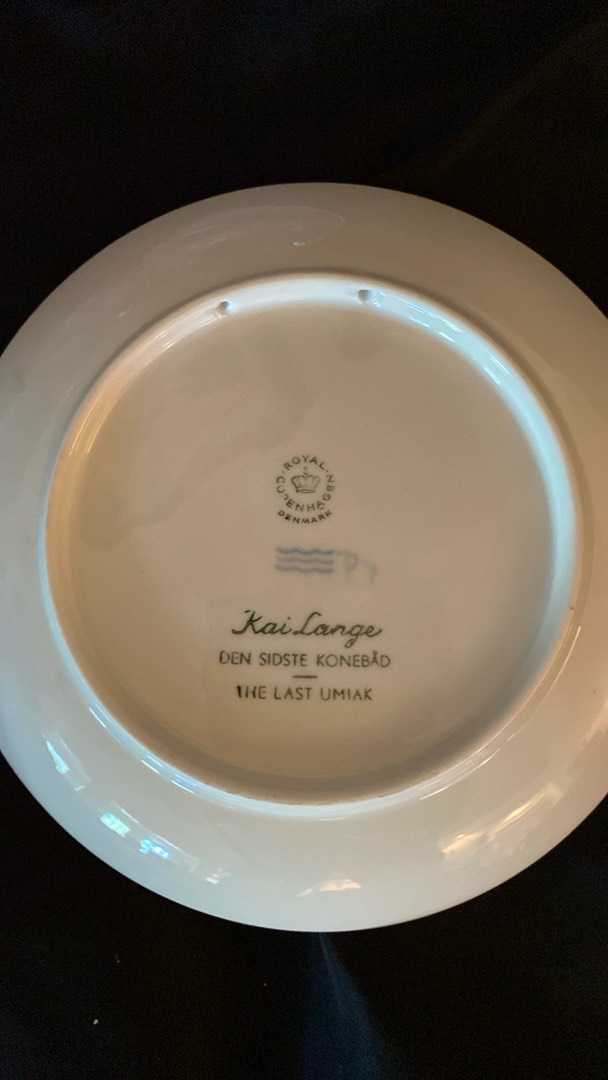 ROYAL
COPENHAGEN
DENMARK
Kai Lange
DEN SIDSTE KONEBÅD
THE LAST UMIAK